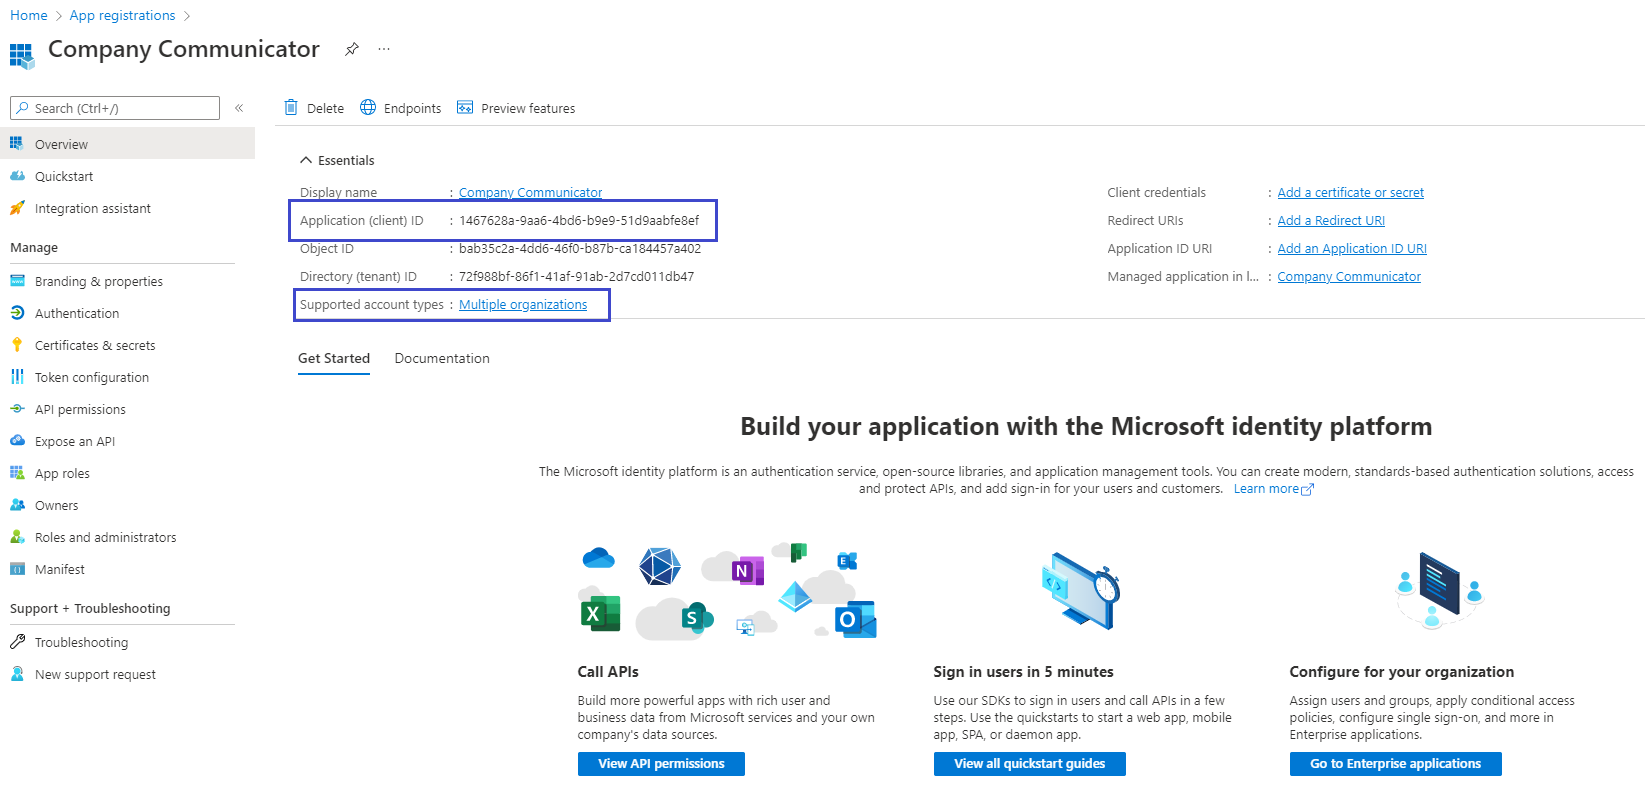 Home > App registrations >
Company Communicator
Search (Ctrl+/)
«
Overview
Quickstart
Integration assistant
Manage
Branding & properties
Authentication
Certificates & secrets
Token configuration
API permissions
Expose an API
App roles
Owners
Roles and administrators
Manifest
Support + Troubleshooting
Troubleshooting
New support request
Delete
Endpoints
Preview features
Essentials
Display name : Company Communicator
Application (client) ID : 1467628a-9aa6-4bd6-b9e9-51d9aabfe8ef
Object ID : bab35c2a-4dd6-46f0-b87b-ca184457a402
Directory (tenant) ID : 72f988bf-86f1-41af-91ab-2d7cd011db47
Supported account types : Multiple organizations
Client credentials : Add a certificate or secret
Redirect URIs : Add a Redirect URI
Application ID URI : Add an Application ID URI
Managed application in l... : Company Communicator
Get Started
Documentation
Build your application with the Microsoft identity platform
The Microsoft identity platform is an authentication service, open-source libraries, and application management tools. You can create modern, standards-based authentication solutions, access
and protect APIs, and add sign-in for your users and customers. Learn more
N
E
X
S
O
Call APIs
Build more powerful apps with rich user and
business data from Microsoft services and your own
company's data sources.
View API permissions
Sign in users in 5 minutes
Use our SDKs to sign in users and call APIs in a few
steps. Use the quickstarts to start a web app, mobile
app, SPA, or daemon app.
View all quickstart guides
Configure for your organization
Assign users and groups, apply conditional access
policies, configure single sign-on, and more in
Enterprise applications.
Go to Enterprise applications